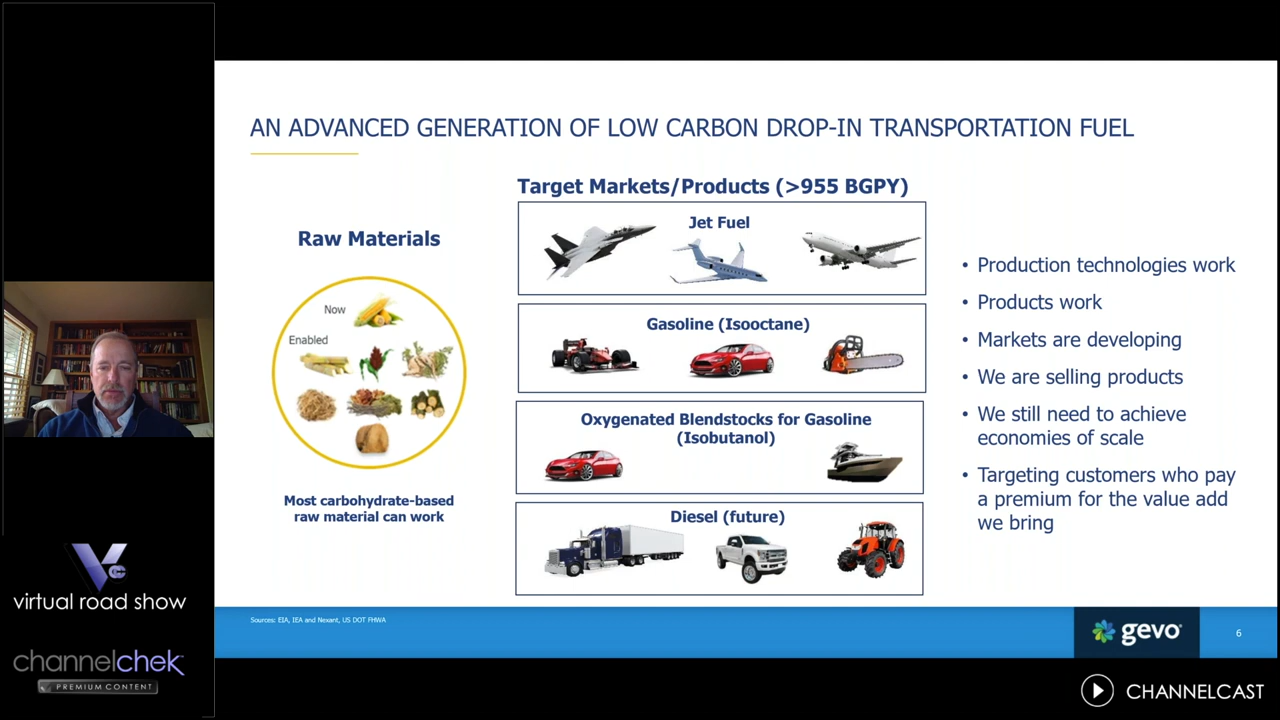 AN ADVANCED GENERATION OF LOW CARBON DROP-IN TRANSPORTATION FUEL
Raw Materials
Now
Enabled
Most carbohydrate-based
raw material can work
Target Markets/Products (>955 BGPY)
Jet Fuel
Gasoline (Isooctane)
Oxygenated Blendstocks for Gasoline
(Isobutanol)
Diesel (future)
• Production technologies work
• Products work
• Markets are developing
• We are selling products
• We still need to achieve
economies of scale
• Targeting customers who pay
a premium for the value add
we bring
Sources: EIA, IEA and Nexant, US DOT FHWA
gevo
6
virtual road show
channelchek
PREMIUM CONTENT
CHANNELCAST